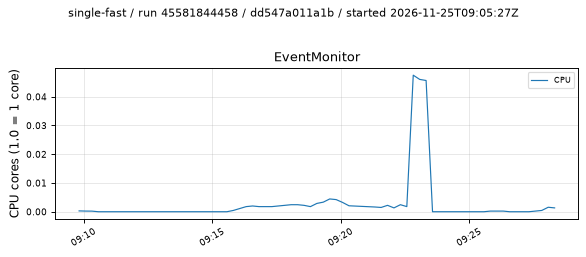 single-fast / run 45581844458 / dd547a011a1b / started 2026-11-25T09:05:27Z
EventMonitor
CPU cores (1.0 = 1 core)
0.04
0.03
0.02
0.01
0.00
CPU
09:10
09:15
09:20
09:25